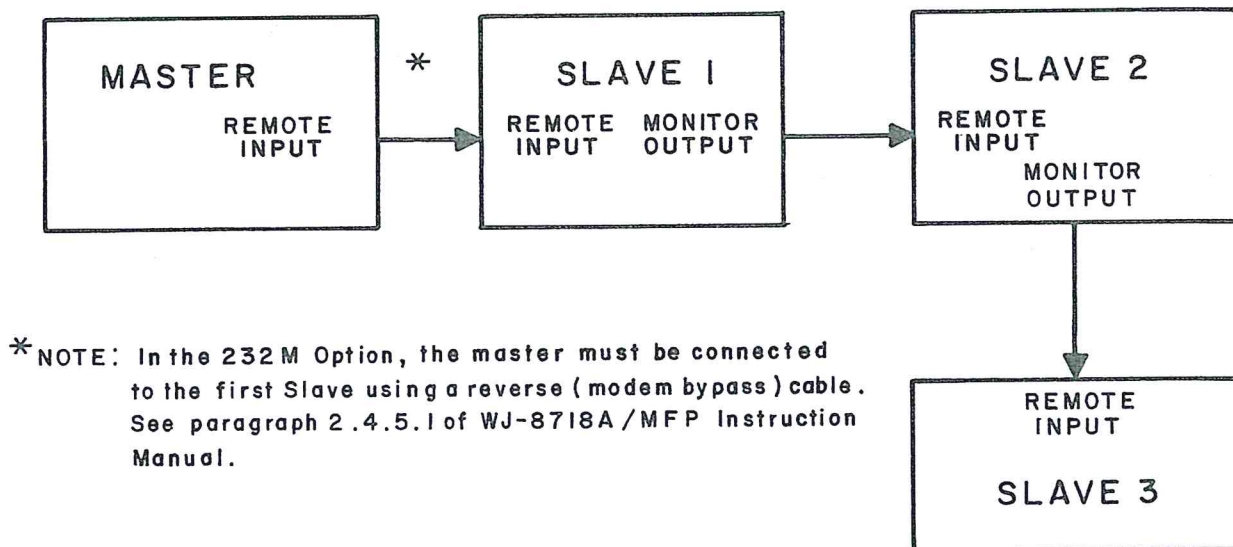 MASTER
REMOTE
INPUT
*
SLAVE 1
REMOTE
INPUT
MONITOR
OUTPUT
SLAVE 2
REMOTE
INPUT
MONITOR
OUTPUT
*NOTE: In the 232M Option, the master must be connected
to the first Slave using a reverse (modem bypass) cable.
See paragraph 2.4.5.1 of WJ-8718A/MFP Instruction
Manual.
REMOTE
INPUT
SLAVE 3